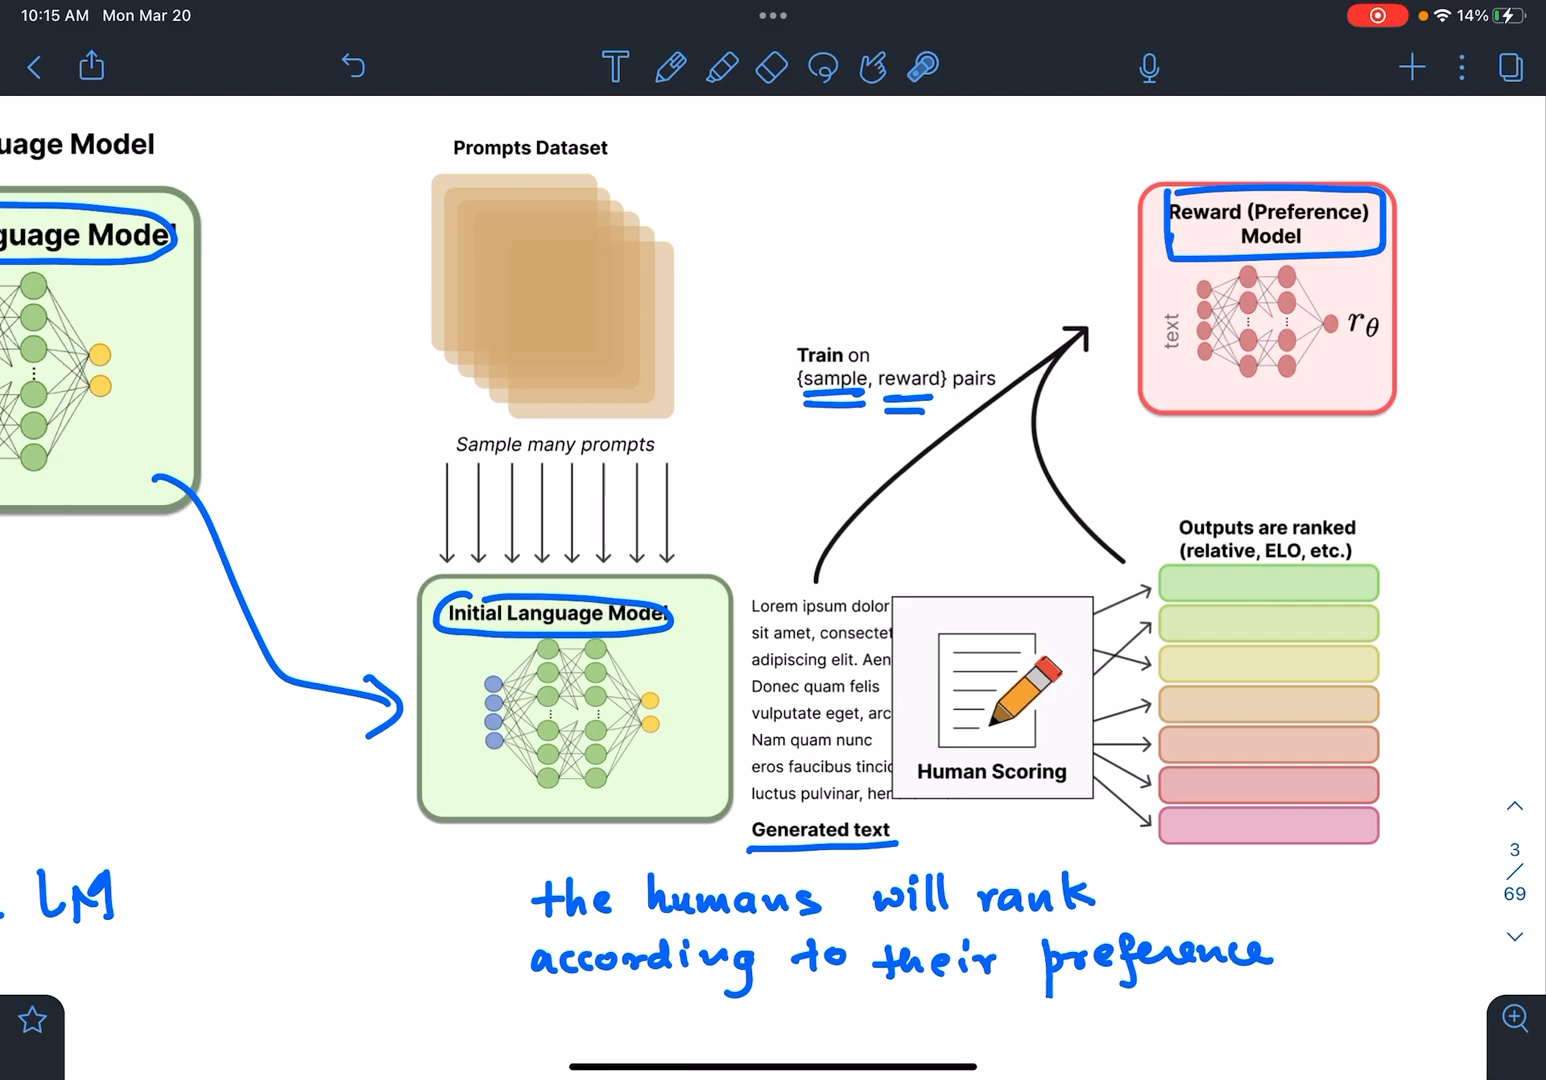 10:15 AM Mon Mar 20
14%
uage Model
guage Model
Prompts Dataset
Sample many prompts
Initial Language Model
Train on
{sample, reward} pairs
Reward (Preference)
Model
text
rθ
Outputs are ranked
(relative, ELO, etc.)
Lorem ipsum dolor
sit amet, consectet
adipiscing elit. Aen
Donec quam felis
vulputate eget, arc
Nam quam nunc
eros faucibus tincid
luctus pulvinar, her
Generated text
Human Scoring
LM
the humans will rank
according to their preference
3
69